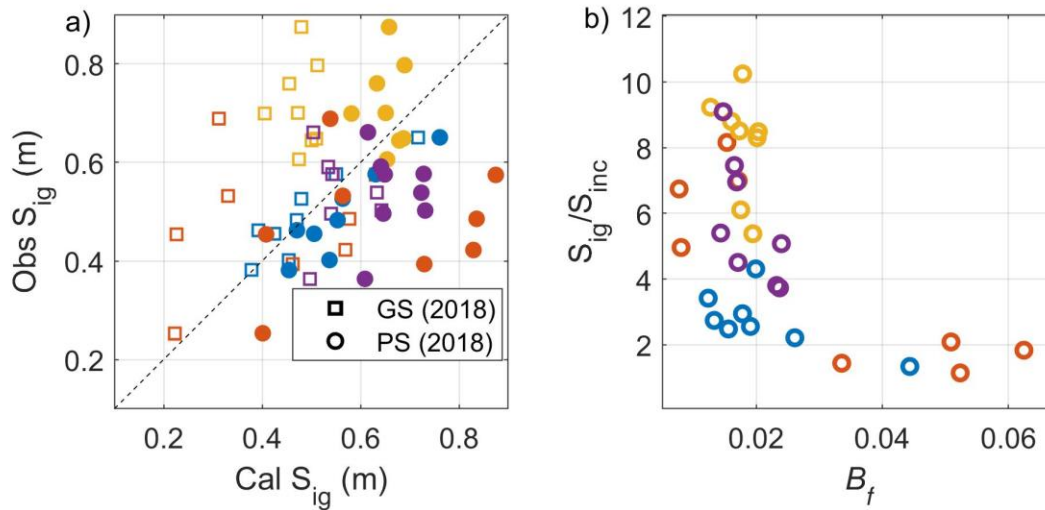 a)
0.8
0.6
0.4
0.2
0.2 0.4 0.6 0.8
Obs S_ig (m)
Cal S_ig (m)
GS (2018)
PS (2018)
b)
12
10
8
6
4
2
0.02 0.04 0.06
S_ig/S_inc
B_f